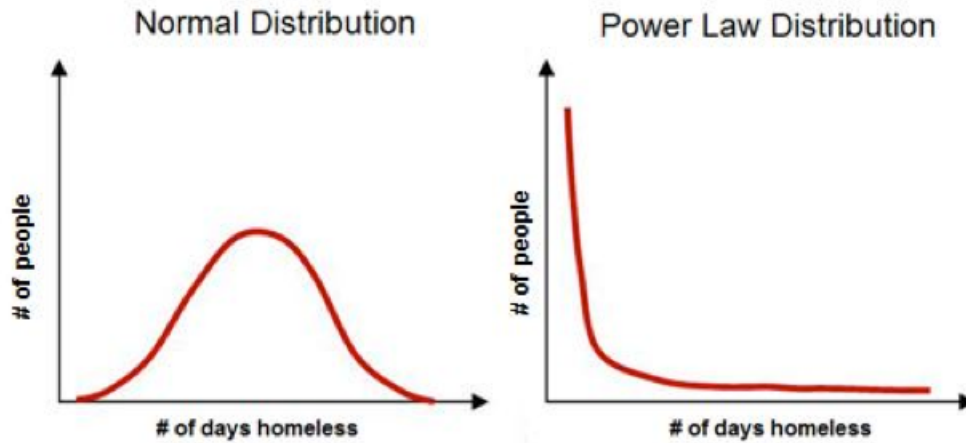 Normal Distribution
# of people
# of days homeless
Power Law Distribution
# of people
# of days homeless